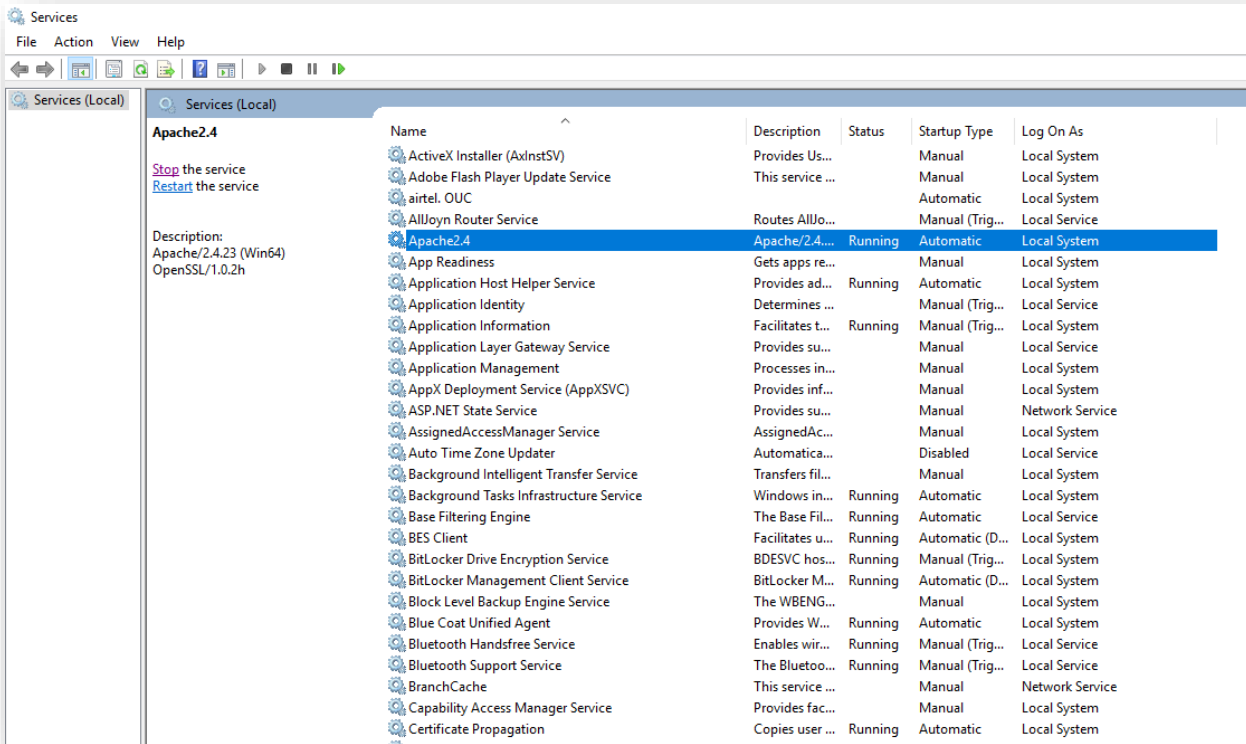 Services
File Action View Help
Services (Local)
Services (Local)
Apache2.4
Stop the service
Restart the service
Description:
Apache/2.4.23 (Win64)
OpenSSL/1.0.2h
Name Description Status Startup Type Log On As
ActiveX Installer (AxInstSV) Provides Us... Manual Local System
Adobe Flash Player Update Service This service ... Manual Local System
airtel. OUC Automatic Local System
AllJoyn Router Service Routes AllJo... Manual (Trig... Local Service
Apache2.4 Apache/2.4.... Running Automatic Local System
App Readiness Gets apps re... Manual Local System
Application Host Helper Service Provides ad... Running Automatic Local System
Application Identity Determines ... Manual (Trig... Local Service
Application Information Facilitates t... Running Manual (Trig... Local System
Application Layer Gateway Service Provides su... Manual Local Service
Application Management Processes in... Manual Local System
AppX Deployment Service (AppXSVC) Provides inf... Manual Local System
ASP.NET State Service Provides su... Manual Network Service
AssignedAccessManager Service AssignedAc... Manual Local System
Auto Time Zone Updater Automatica... Disabled Local Service
Background Intelligent Transfer Service Transfers fil... Manual Local System
Background Tasks Infrastructure Service Windows in... Running Automatic Local System
Base Filtering Engine The Base Fil... Running Automatic Local Service
BES Client Facilitates u... Running Automatic (D... Local System
BitLocker Drive Encryption Service BDESVC hos... Running Manual (Trig... Local System
BitLocker Management Client Service BitLocker M... Running Automatic (D... Local System
Block Level Backup Engine Service The WBENG... Manual Local System
Blue Coat Unified Agent Provides W... Running Automatic Local System
Bluetooth Handsfree Service Enables wir... Running Manual (Trig... Local Service
Bluetooth Support Service The Bluetoo... Running Manual (Trig... Local Service
BranchCache This service ... Manual Network Service
Capability Access Manager Service Provides fac... Manual Local System
Certificate Propagation Copies user ... Running Automatic Local System